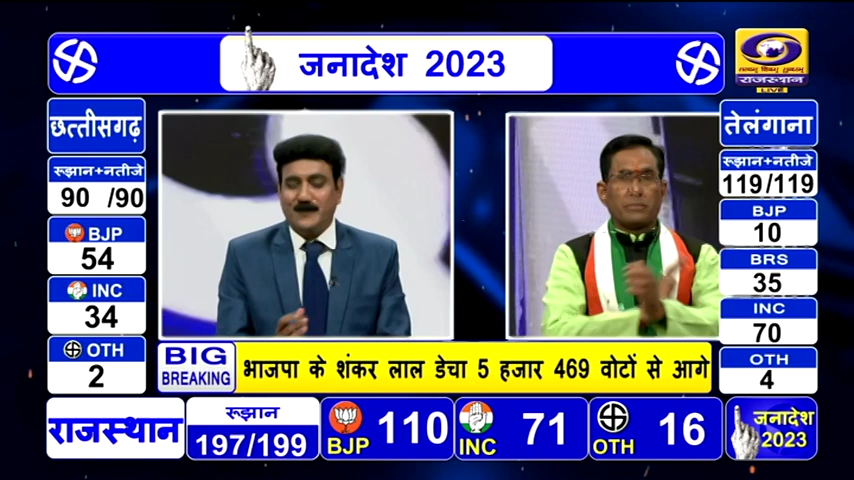 जनादेश 2023
राजस्थान
LIVE
छत्तीसगढ़
रूझान+नतीजे
90 /90
BJP
54
INC
34
OTH
2
तेलंगाना
रूझान+नतीजे
119/119
BJP
10
BRS
35
INC
70
OTH
4
BIG
BREAKING
भाजपा के शंकर लाल डेचा 5 हजार 469 वोटों से आगे
राजस्थान
रूझान
197/199
BJP 110
INC 71
OTH 16
जनादेश
2023